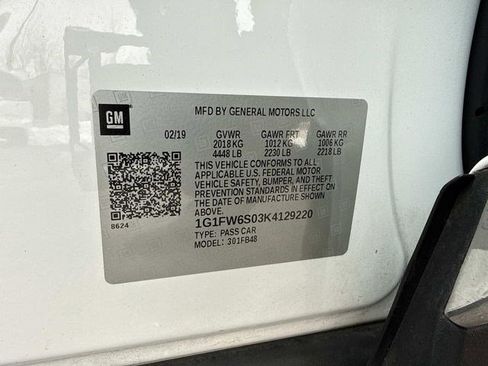 GM
MFD BY GENERAL MOTORS LLC
02/19 GVWR GAWR FRT GAWR RR
2018 KG 1012 KG 1006 KG
4448 LB 2230 LB 2218 LB
THIS VEHICLE CONFORMS TO ALL
APPLICABLE U.S. FEDERAL MOTOR
VEHICLE SAFETY, BUMPER, AND THEFT
PREVENTION STANDARDS IN EFFECT ON
THE DATE OF MANUFACTURE SHOWN
ABOVE.
1G1FW6S03K4129220
8624 TYPE: PASS CAR
MODEL: 301FB48